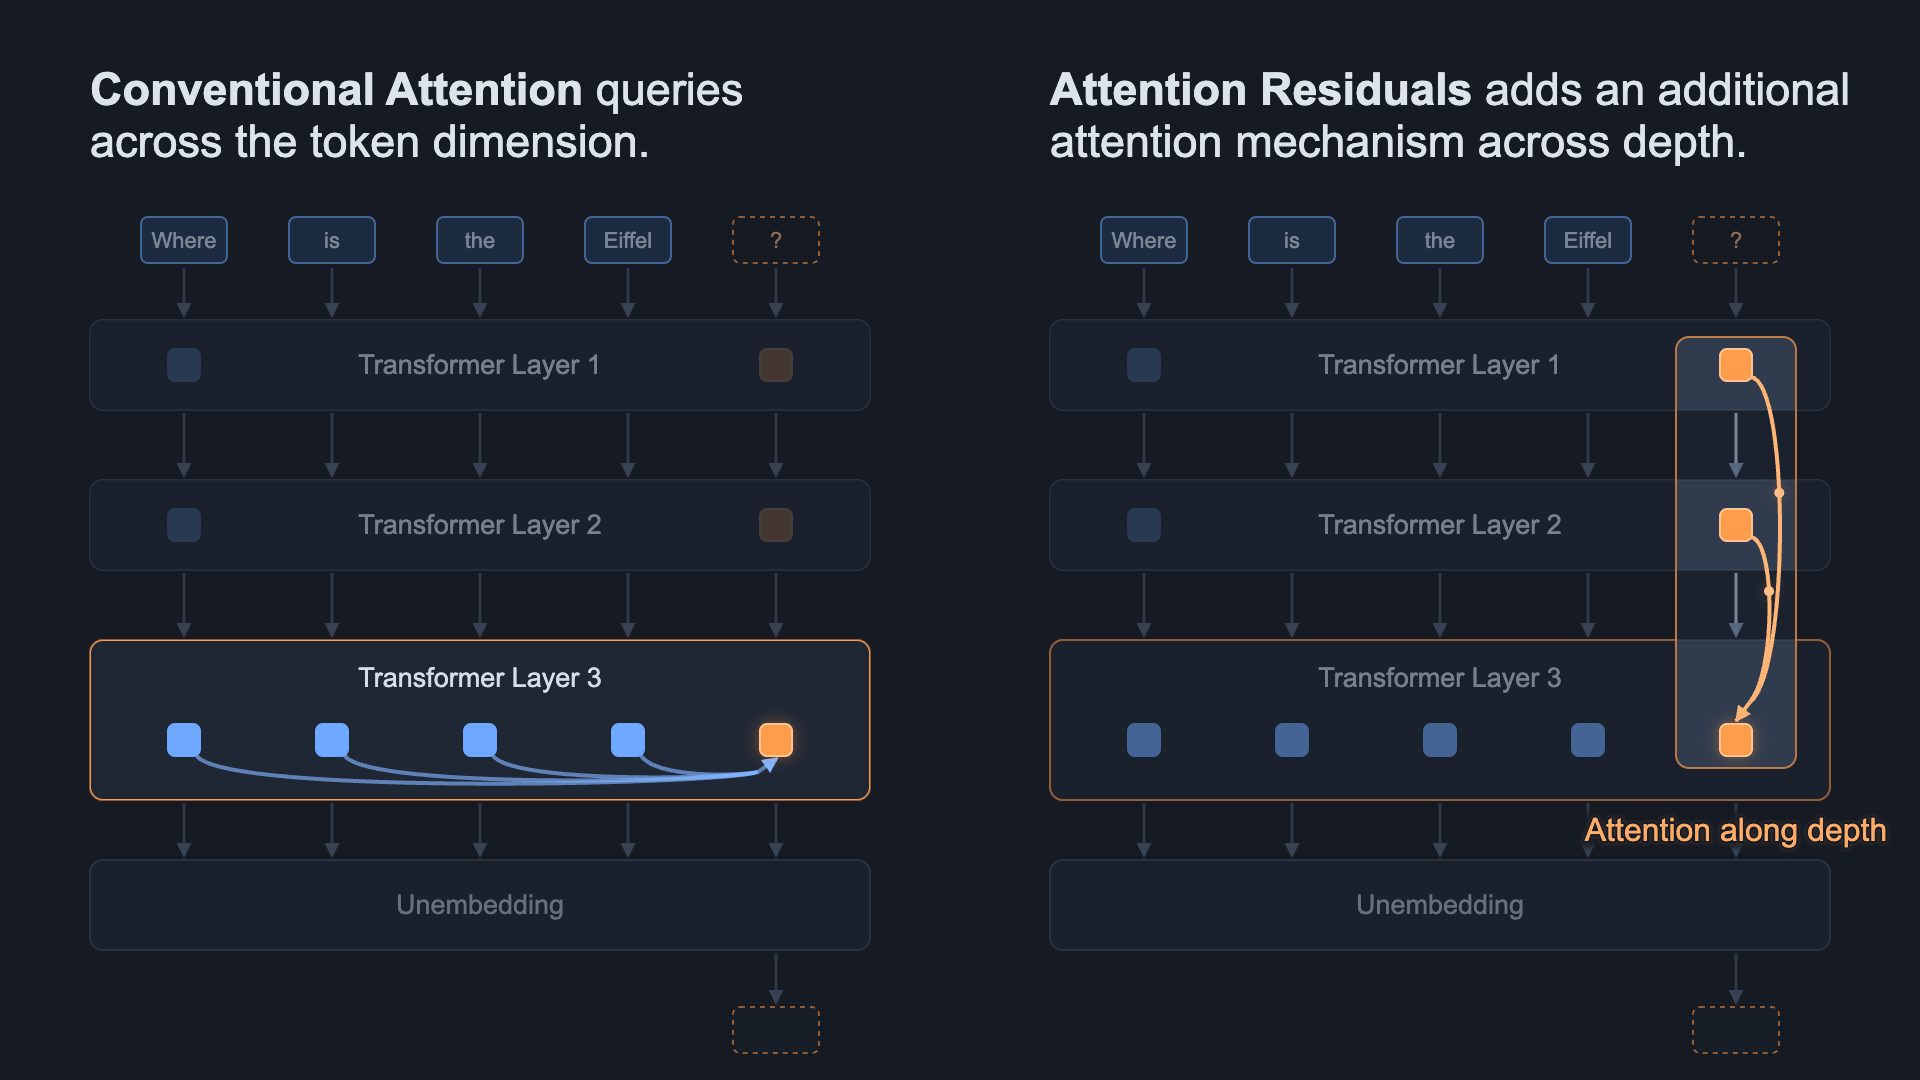 Conventional Attention queries
across the token dimension.
Where is the Eiffel ?
Transformer Layer 1
Transformer Layer 2
Transformer Layer 3
Unembedding
Attention Residuals adds an additional
attention mechanism across depth.
Where is the Eiffel ?
Transformer Layer 1
Transformer Layer 2
Transformer Layer 3
Attention along depth
Unembedding